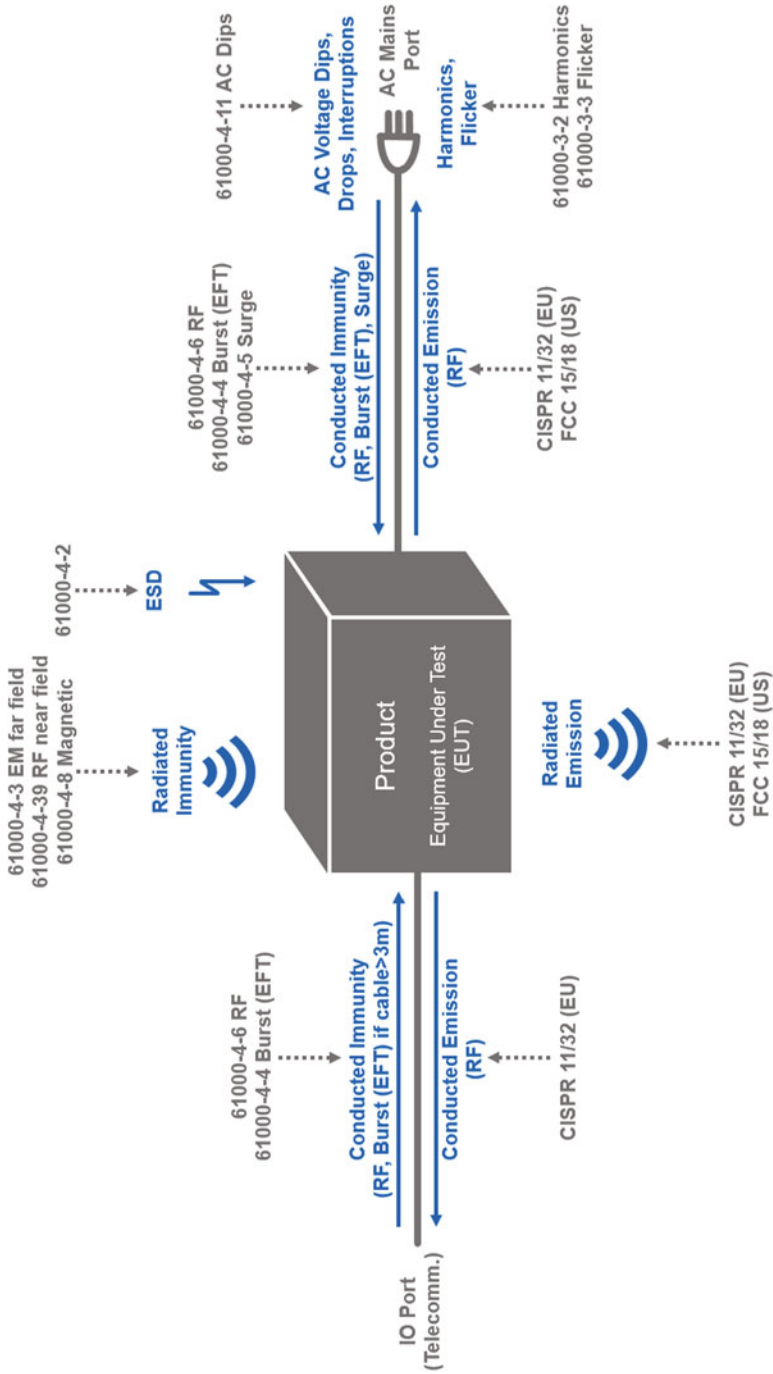 61000-4-3 EM far field
61000-4-39 RF near field
61000-4-8 Magnetic
Radiated
Immunity
61000-4-2
ESD
61000-4-6 RF
61000-4-4 Burst (EFT)
61000-4-5 Surge
Conducted Immunity
(RF, Burst (EFT), Surge)
61000-4-11 AC Dips
AC Voltage Dips,
Drops, Interruptions
AC Mains
Port
Harmonics,
Flicker
61000-3-2 Harmonics
61000-3-3 Flicker
Conducted Emission
(RF)
CISPR 11/32 (EU)
FCC 15/18 (US)
61000-4-6 RF
61000-4-4 Burst (EFT)
Conducted Immunity
(RF, Burst (EFT) if cable>3m)
IO Port
(Telecomm.)
Conducted Emission
(RF)
CISPR 11/32 (EU)
Product
Equipment Under Test
(EUT)
Radiated
Emission
CISPR 11/32 (EU)
FCC 15/18 (US)